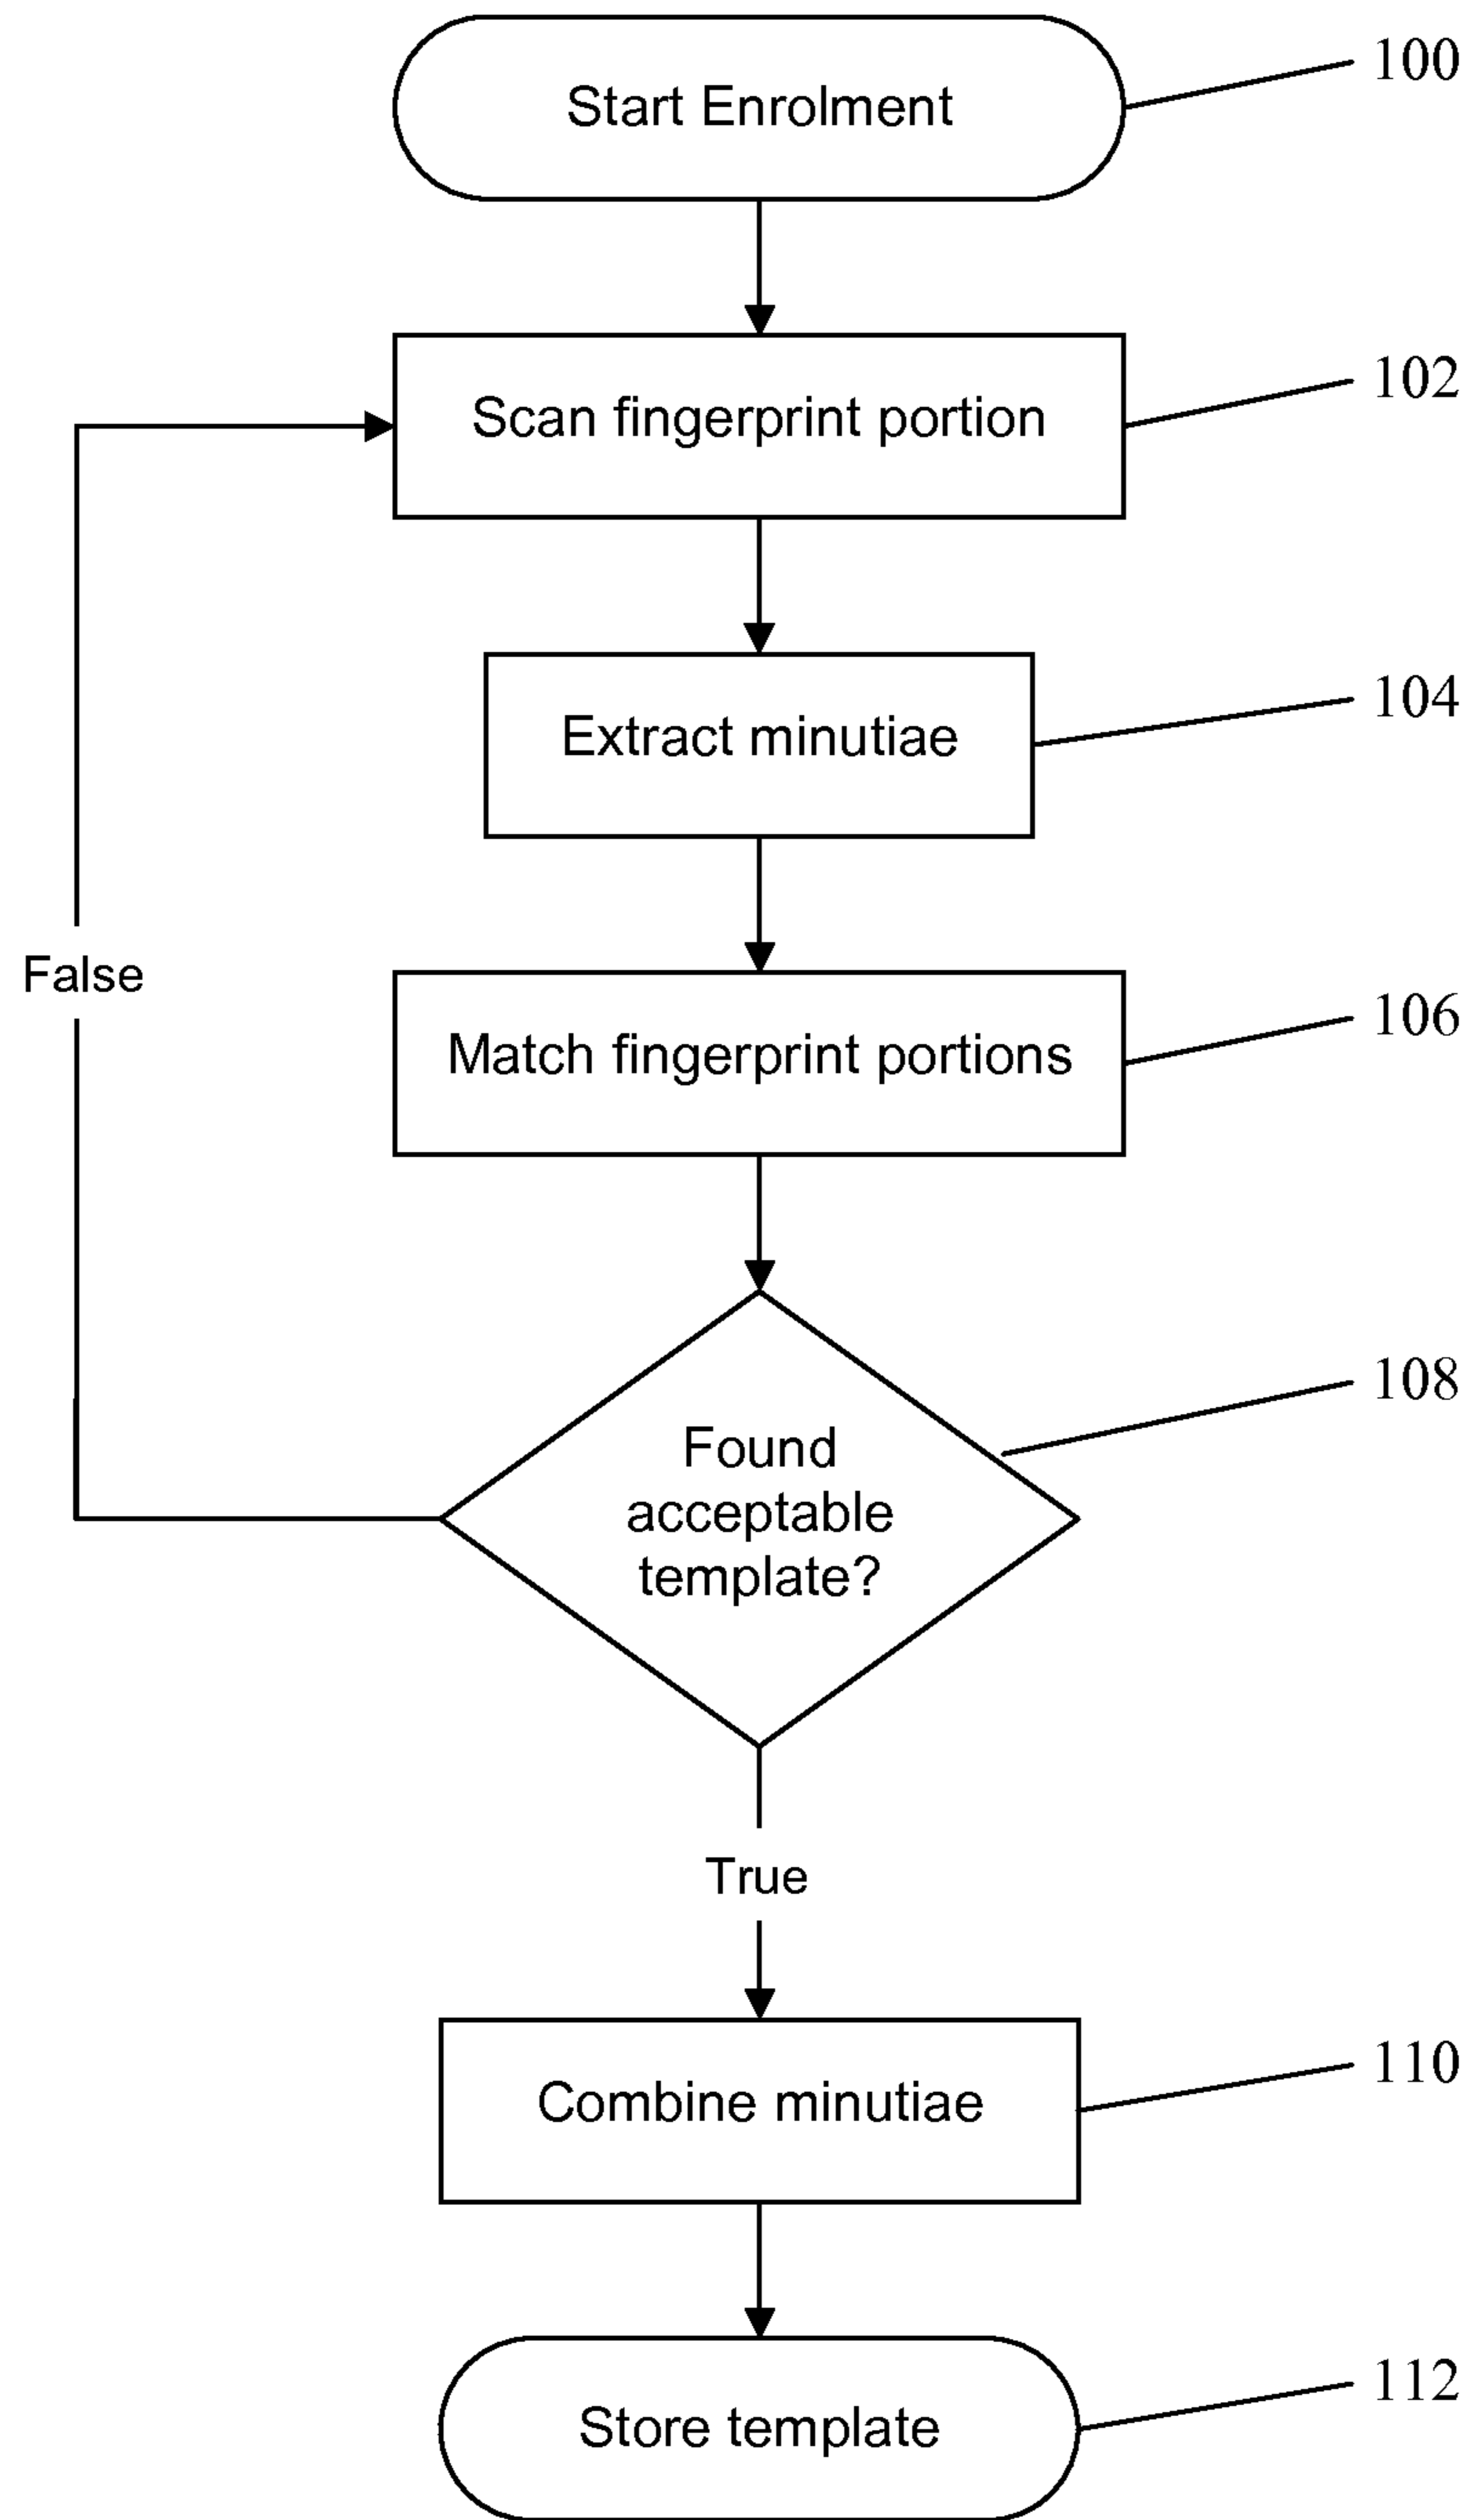 Start Enrolment
100
Scan fingerprint portion
102
Extract minutiae
104
False
Match fingerprint portions
106
Found
acceptable
template?
108
True
Combine minutiae
110
Store template
112